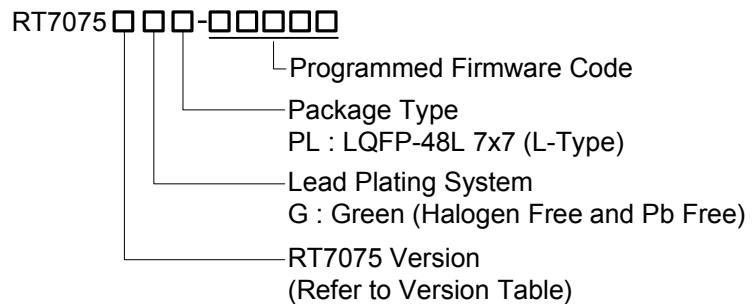 RT7075□□□-□□□□□
Programmed Firmware Code
Package Type
PL : LQFP-48L 7x7 (L-Type)
Lead Plating System
G : Green (Halogen Free and Pb Free)
RT7075 Version
(Refer to Version Table)